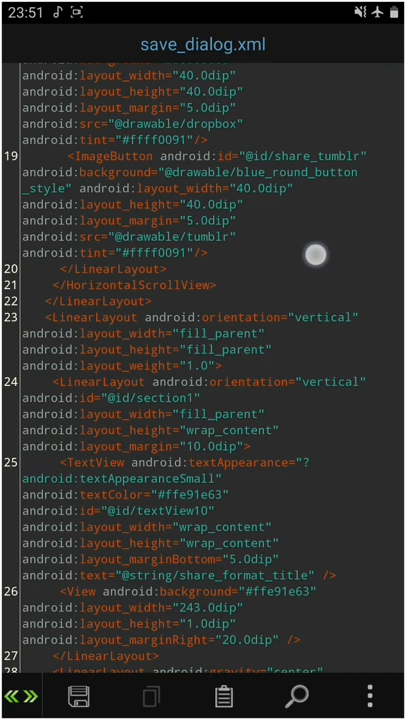 23:51
save_dialog.xml
android:layout_width="40.0dip"
android:layout_height="40.0dip"
android:layout_margin="5.0dip"
android:src="@drawable/dropbox"
android:tint="#ffff0091"/>
19 <ImageButton android:id="@id/share_tumblr"
android:background="@drawable/blue_round_button
_style" android:layout_width="40.0dip"
android:layout_height="40.0dip"
android:layout_margin="5.0dip"
android:src="@drawable/tumblr"
android:tint="#ffff0091"/>
20 </LinearLayout>
21 </HorizontalScrollView>
22 </LinearLayout>
23 <LinearLayout android:orientation="vertical"
android:layout_width="fill_parent"
android:layout_height="fill_parent"
android:layout_weight="1.0">
24 <LinearLayout android:orientation="vertical"
android:id="@id/section1"
android:layout_width="fill_parent"
android:layout_height="wrap_content"
android:layout_margin="10.0dip">
25 <TextView android:textAppearance="?
android:textAppearanceSmall"
android:textColor="#ffe91e63"
android:id="@id/textView10"
android:layout_width="wrap_content"
android:layout_height="wrap_content"
android:layout_marginBottom="5.0dip"
android:text="@string/share_format_title" />
26 <View android:background="#ffe91e63"
android:layout_width="243.0dip"
android:layout_height="1.0dip"
android:layout_marginRight="20.0dip" />
27 </LinearLayout>
28 <LinearLayout android:gravity="center"